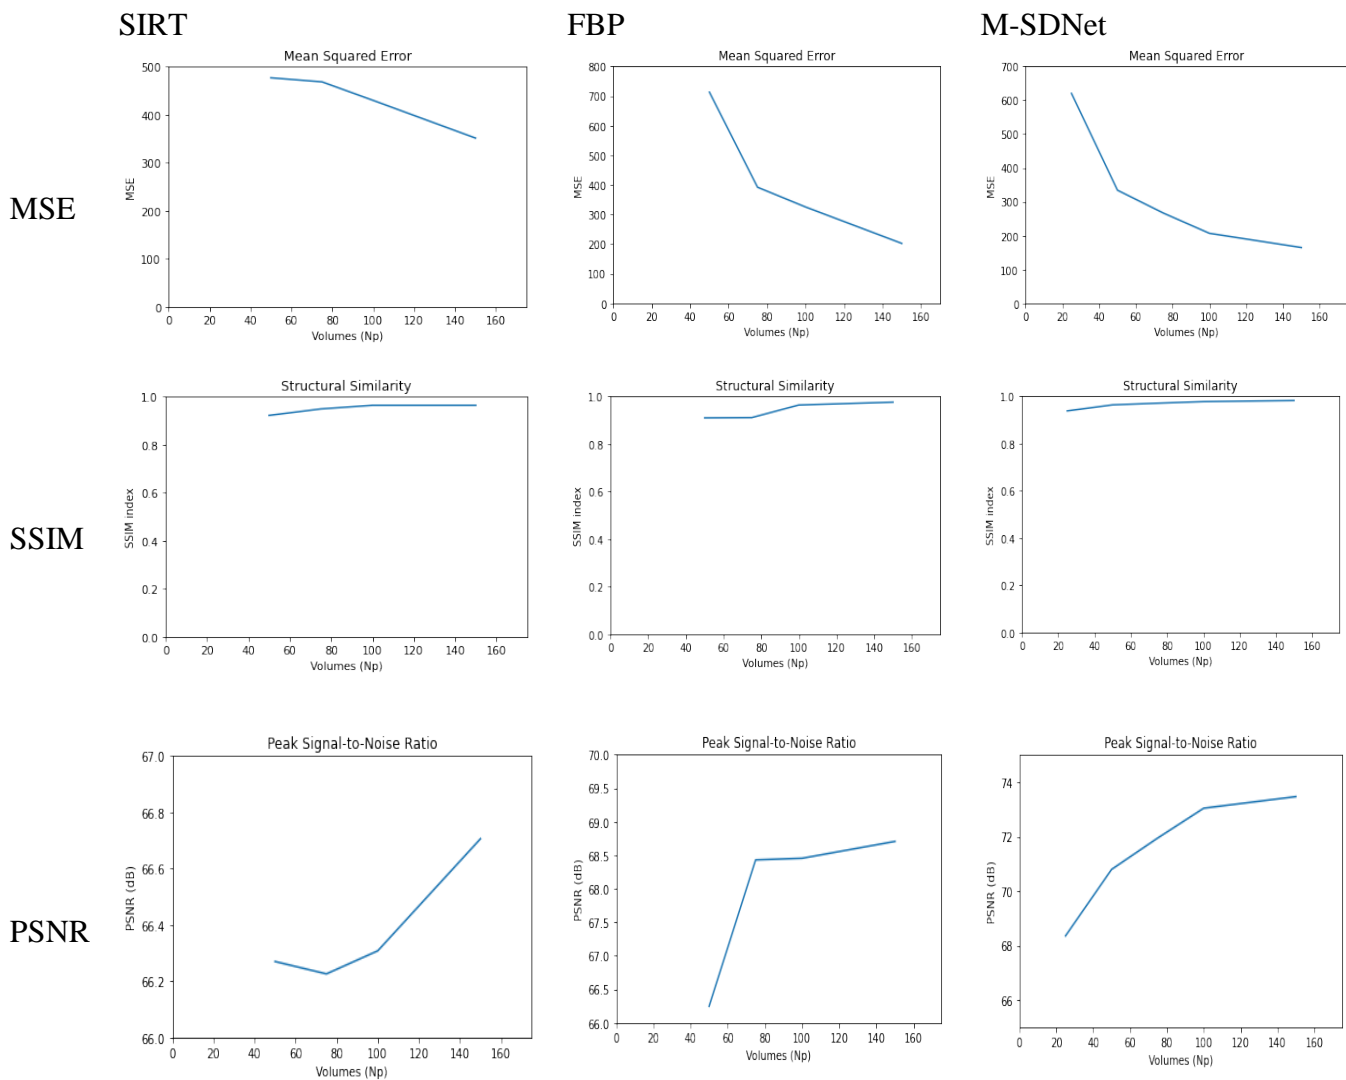 SIRT FBP M-SDNet
MSE
Mean Squared Error
500
400
300
200
100
0
MSE
0 20 40 60 80 100 120 140 160
Volumes (Np)
Mean Squared Error
800
700
600
500
400
300
200
100
0
MSE
0 20 40 60 80 100 120 140 160
Volumes (Np)
Mean Squared Error
700
600
500
400
300
200
100
0
MSE
0 20 40 60 80 100 120 140 160
Volumes (Np)
SSIM
Structural Similarity
1.0
0.8
0.6
0.4
0.2
0.0
SSIM index
0 20 40 60 80 100 120 140 160
Volumes (Np)
Structural Similarity
1.0
0.8
0.6
0.4
0.2
0.0
SSIM index
0 20 40 60 80 100 120 140 160
Volumes (Np)
Structural Similarity
1.0
0.8
0.6
0.4
0.2
0.0
SSIM index
0 20 40 60 80 100 120 140 160
Volumes (Np)
PSNR
Peak Signal-to-Noise Ratio
67.0
66.8
66.6
66.4
66.2
66.0
PSNR (dB)
0 20 40 60 80 100 120 140 160
Volumes (Np)
Peak Signal-to-Noise Ratio
70.0
69.5
69.0
68.5
68.0
67.5
67.0
66.5
66.0
PSNR (dB)
0 20 40 60 80 100 120 140 160
Volumes (Np)
Peak Signal-to-Noise Ratio
74
72
70
68
66
PSNR (dB)
0 20 40 60 80 100 120 140 160
Volumes (Np)